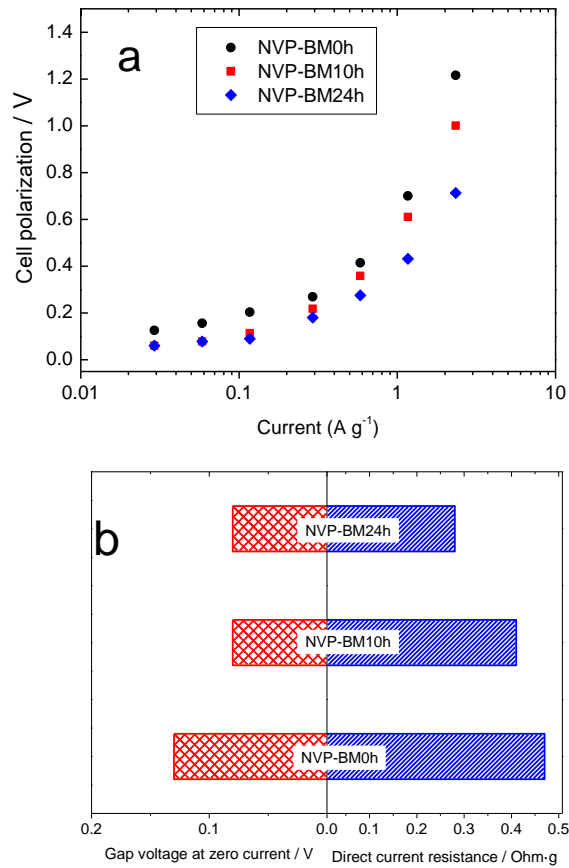 a
NVP-BM0h
NVP-BM10h
NVP-BM24h
1.4
1.2
1.0
0.8
0.6
0.4
0.2
0.0
Cell polarization / V
0.01 0.1 1 10
Current (A g⁻¹)
b
NVP-BM24h
NVP-BM10h
NVP-BM0h
0.2 0.1 0.0 0.1 0.2 0.3 0.4 0.5
Gap voltage at zero current / V Direct current resistance / Ohm·g